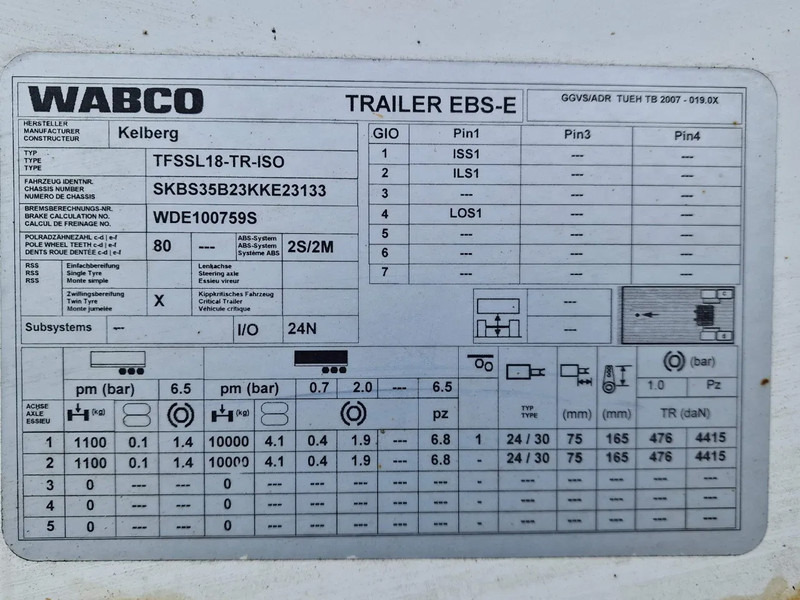 WABCO TRAILER EBS-E GGVS/ADR TUEH TB 2007 - 019.0X
HERSTELLER
MANUFACTURER
CONSTRUCTEUR
Kelberg
TYP
TYPE
TYPE
TFSSL18-TR-ISO
FAHRZEUG IDENTNR.
CHASSIS NUMBER
NUMERO DE CHASSIS
SKBS35B23KKE23133
BREMSBERECHNUNGS-NR.
BRAKE CALCULATION NO.
CALCUL DE FREINAGE NO.
WDE100759S
POLRADZÄHNEZAHL c-d | e-f
POLE WHEEL TEETH c-d | e-f
DENTS ROUE DENTEE c-d | e-f
80 ---
ABS-System
ABS-System
Système ABS
2S/2M
RSS Einfachbereifung
RSS Single Tyre
RSS Monte simple
Lenkachse
Steering axle
Essieu vireur
Zwillingsbereifung
Twin Tyre
Monte jumelée
X
Kippkritisches Fahrzeug
Critical Trailer
Véhicule critique
Subsystems --- I/O 24N
GIO Pin1 Pin3 Pin4
1 ISS1 --- ---
2 ILS1 --- ---
3 --- --- ---
4 LOS1 --- ---
5 --- --- ---
6 --- --- ---
7 --- --- ---
---
---
(bar)
pm (bar) 6.5 pm (bar) 0.7 2.0 --- 6.5 1.0 Pz
ACHSE
AXLE
ESSIEU
(kg) (kg) pz
TYP
TYPE
(mm) (mm) TR (daN)
1 1100 0.1 1.4 10000 4.1 0.4 1.9 --- 6.8 1 24 / 30 75 165 476 4415
2 1100 0.1 1.4 10000 4.1 0.4 1.9 --- 6.8 - 24 / 30 75 165 476 4415
3 0 --- --- 0 --- --- --- --- --- - --- --- --- --- ---
4 0 --- --- 0 --- --- --- --- --- - --- --- --- --- ---
5 0 --- --- 0 --- --- --- --- --- - --- --- --- --- ---